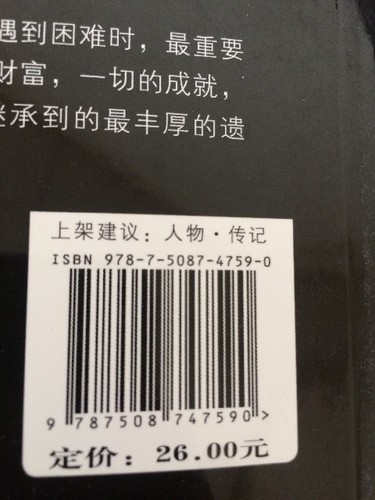 遇到困难时，最重要
财富，一切的成就，
继承到的最丰厚的遗
上架建议：人物·传记
ISBN 978-7-5087-4759-0
9 787508 747590 >
定价：26.00元